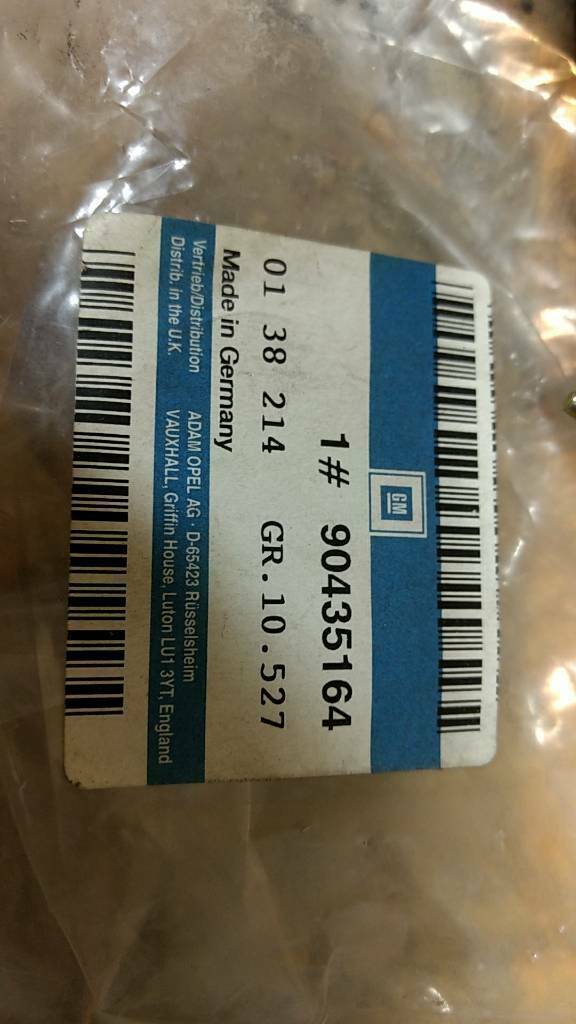 GM
1# 90435164
01 38 214 GR.10.527
Made in Germany
Vertrieb/Distribution ADAM OPEL AG · D-65423 Rüsselsheim
Distrib. in the U.K. VAUXHALL, Griffin House, Luton LU1 3YT, England